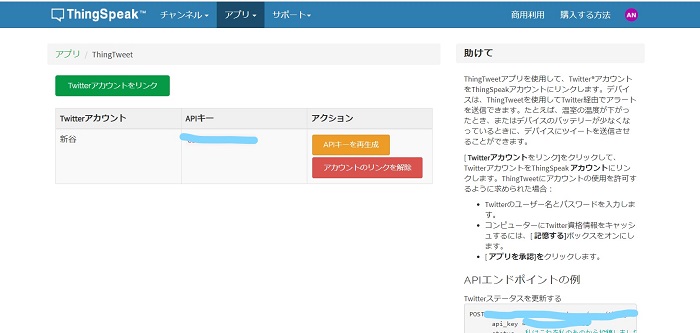 ThingSpeak™
チャンネル
アプリ
サポート
商用利用
購入する方法
AN
アプリ / ThingTweet
Twitterアカウントをリンク
Twitterアカウント
APIキー
アクション
新谷
APIキーを再生成
アカウントのリンクを解除
助けて
ThingTweetアプリを使用して、Twitter®アカウント
をThingSpeakアカウントにリンクします。デバイ
スは、ThingTweetを使用してTwitter経由でアラート
を送信できます。たとえば、温室の温度が下がっ
たとき、またはデバイスのバッテリーが少なくな
っているときに、デバイスにツイートを送信させ
ることができます。
[ Twitterアカウントをリンク]をクリックして、
TwitterアカウントをThingSpeak アカウントにリン
クします。ThingTweetにアカウントの使用を許可す
るように求められた場合：
Twitterのユーザー名とパスワードを入力しま
す。
コンピューターにTwitter資格情報をキャッシ
ュするには、[ 記憶する]ボックスをオンにし
ます。
[ アプリを承認]をクリックします。
APIエンドポイントの例
Twitterステータスを更新する
POST
api_key =